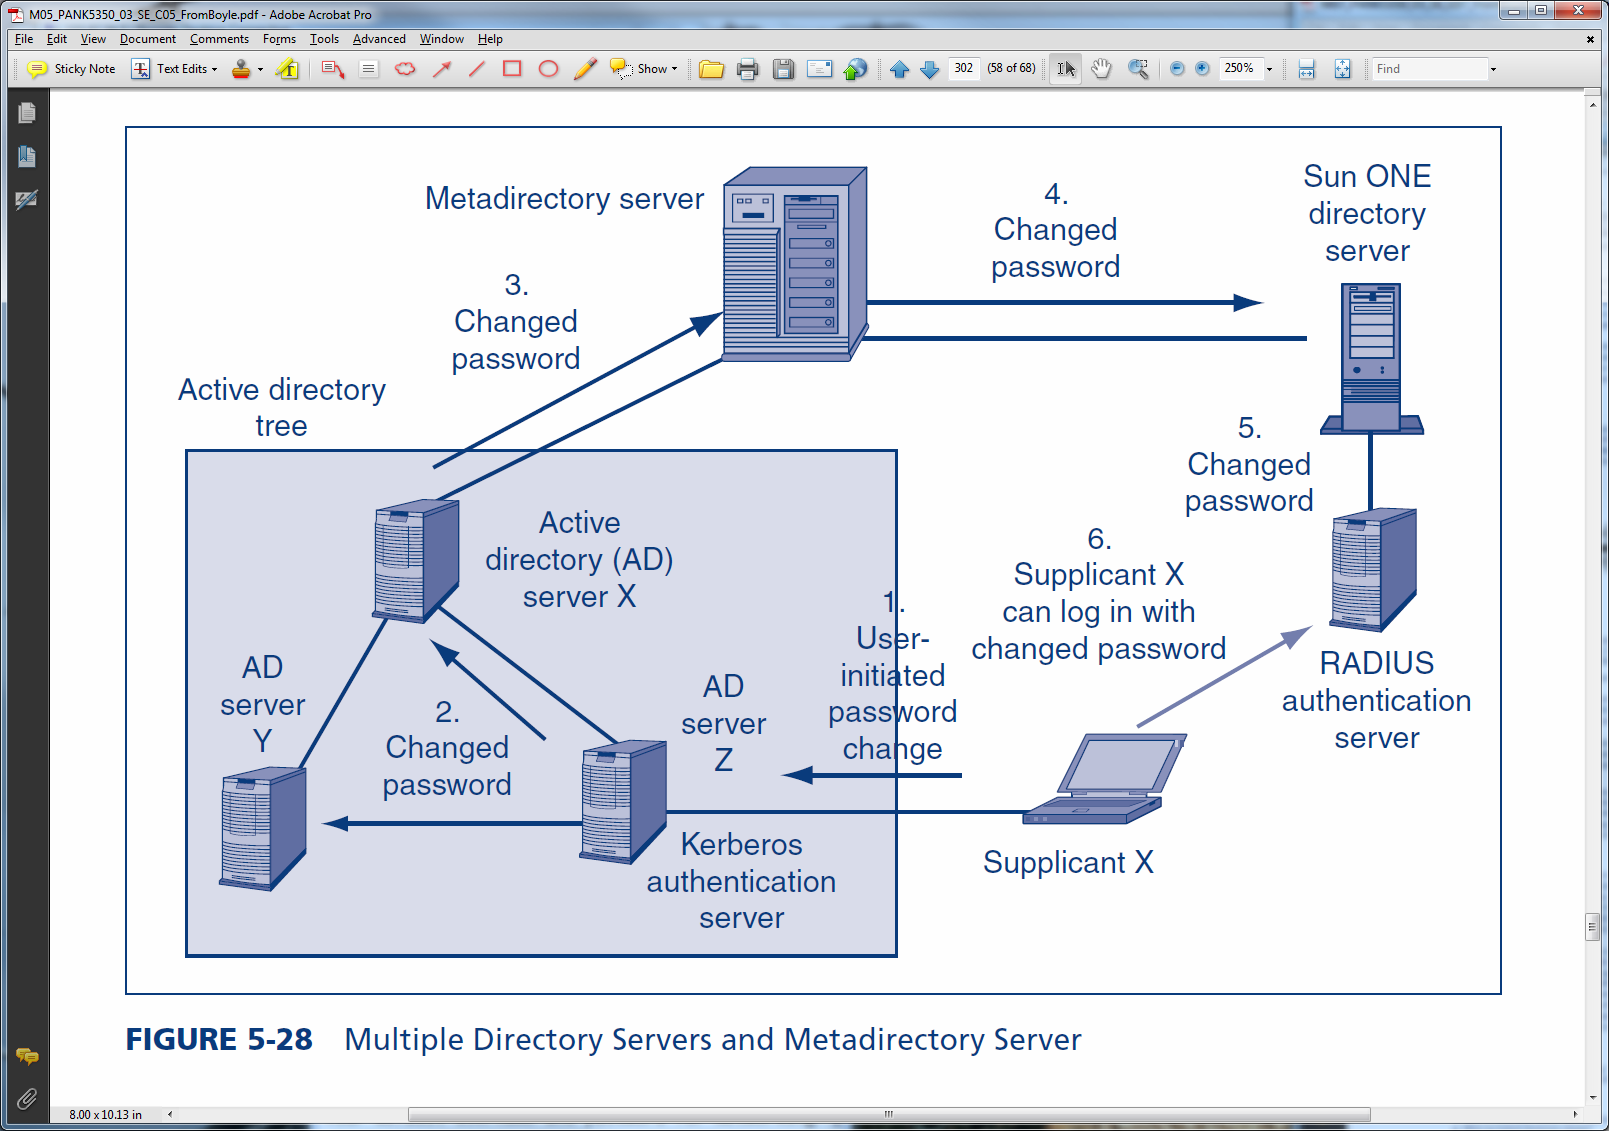 M05_PANK5350_03_SE_C05_FromBoyle.pdf - Adobe Acrobat Pro
File Edit View Document Comments Forms Tools Advanced Window Help
Sticky Note Text Edits Show 302 (58 of 68) 250% Find
Metadirectory server
4.
Changed
password
Sun ONE
directory
server
3.
Changed
password
Active directory
tree
5.
Changed
password
Active
directory (AD)
server X
6.
Supplicant X
can log in with
changed password
1.
User-
initiated
password
change
AD
server
Y
2.
Changed
password
AD
server
Z
RADIUS
authentication
server
Kerberos
authentication
server
Supplicant X
FIGURE 5-28 Multiple Directory Servers and Metadirectory Server
8.00 x 10.13 in